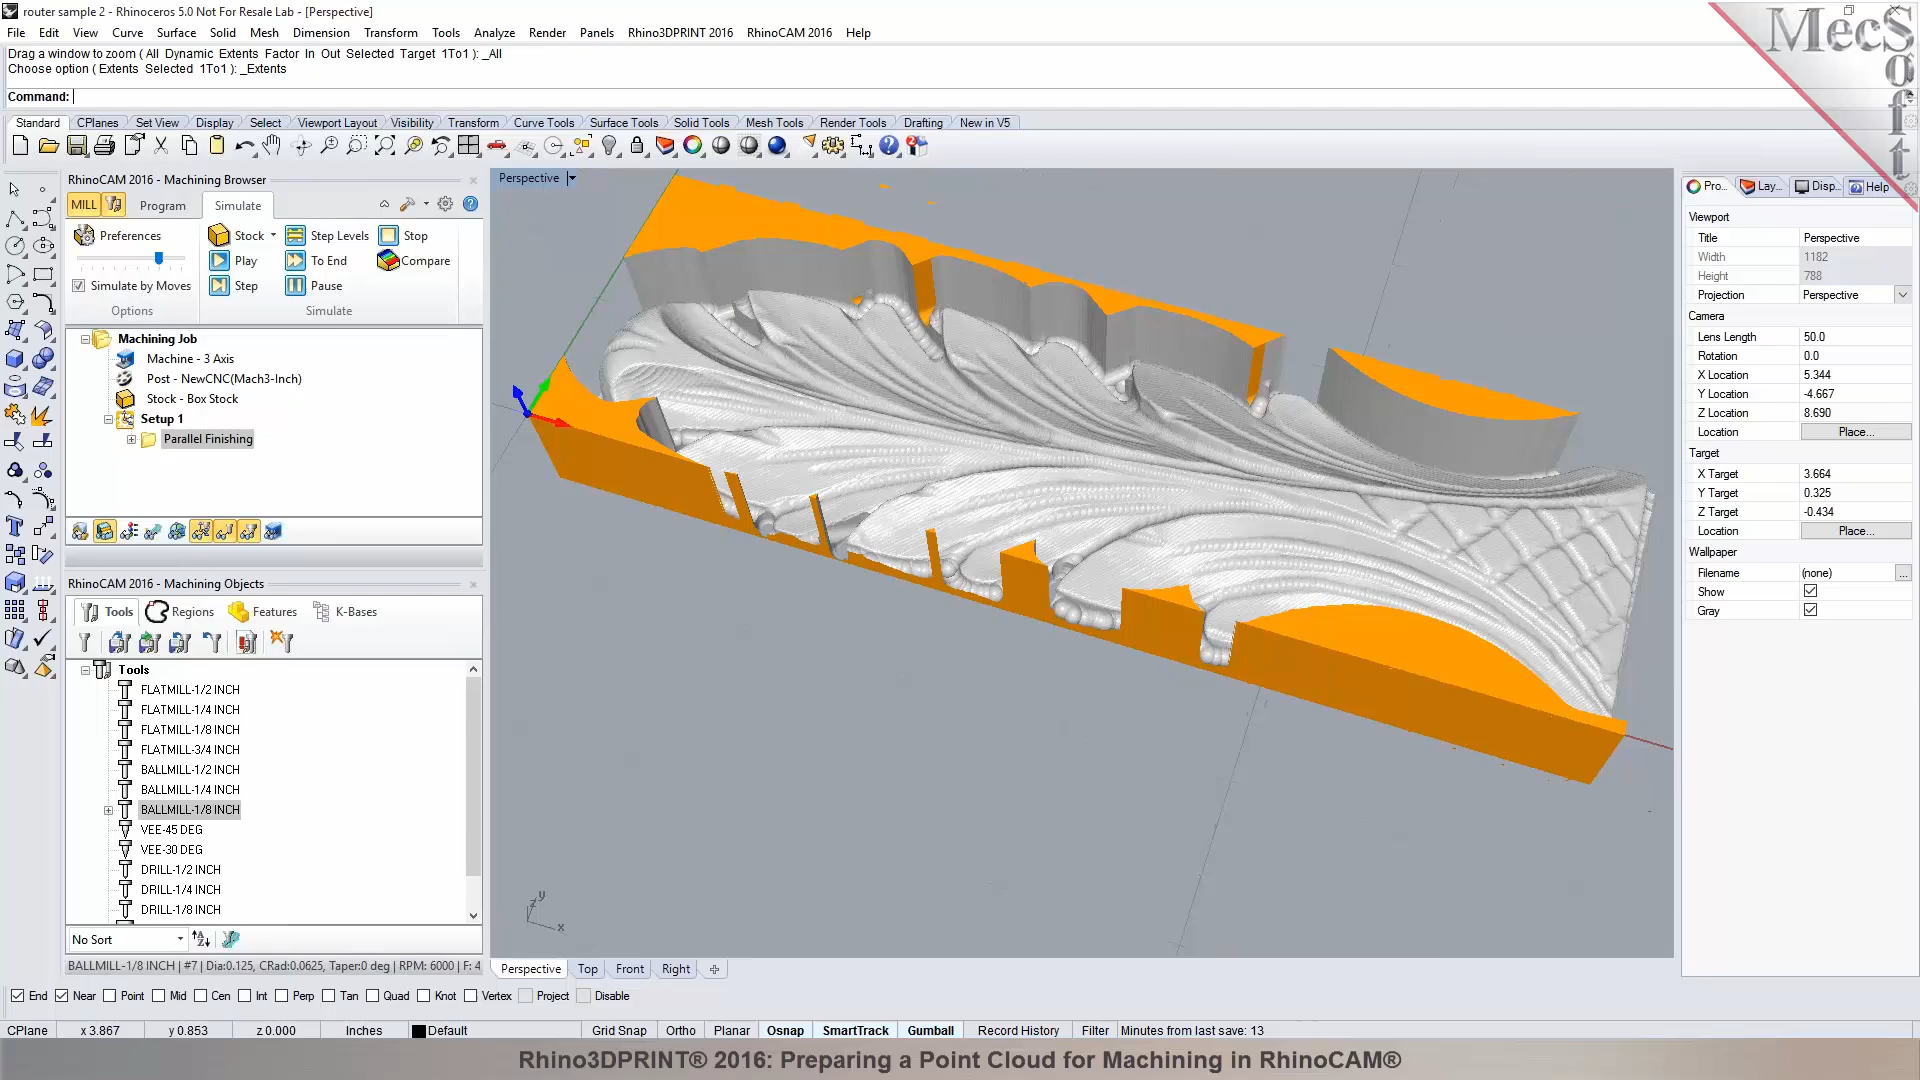 router sample 2 - Rhinoceros 5.0 Not For Resale Lab - [Perspective]
File Edit View Curve Surface Solid Mesh Dimension Transform Tools Analyze Render Panels Rhino3DPRINT 2016 RhinoCAM 2016 Help
Drag a window to zoom ( All Dynamic Extents Factor In Out Selected Target 1To1 ): _All
Choose option ( Extents Selected 1To1 ): _Extents
Command:
MecSoft
Standard CPlanes Set View Display Select Viewport Layout Visibility Transform Curve Tools Surface Tools Solid Tools Mesh Tools Render Tools Drafting New in V5
RhinoCAM 2016 - Machining Browser
MILL Program Simulate
Preferences
Simulate by Moves
Options
Stock Step Levels Stop
Play To End Compare
Step Pause
Simulate
Machining Job
Machine - 3 Axis
Post - NewCNC(Mach3-Inch)
Stock - Box Stock
Setup 1
Parallel Finishing
RhinoCAM 2016 - Machining Objects
Tools Regions Features K-Bases
Tools
FLATMILL-1/2 INCH
FLATMILL-1/4 INCH
FLATMILL-1/8 INCH
FLATMILL-3/4 INCH
BALLMILL-1/2 INCH
BALLMILL-1/4 INCH
BALLMILL-1/8 INCH
VEE-45 DEG
VEE-30 DEG
DRILL-1/2 INCH
DRILL-1/4 INCH
DRILL-1/8 INCH
No Sort
BALLMILL-1/8 INCH | #7 | Dia:0.125, CRad:0.0625, Taper:0 deg | RPM: 6000 | F: 4
Perspective
y
z
x
Perspective Top Front Right
Pro... Lay... Disp... Help
Viewport
Title Perspective
Width 1182
Height 788
Projection Perspective
Camera
Lens Length 50.0
Rotation 0.0
X Location 5.344
Y Location -4.667
Z Location 8.690
Location Place...
Target
X Target 3.664
Y Target 0.325
Z Target -0.434
Location Place...
Wallpaper
Filename (none) ...
Show
Gray
End Near Point Mid Cen Int Perp Tan Quad Knot Vertex Project Disable
CPlane x 3.867 y 0.853 z 0.000 Inches Default Grid Snap Ortho Planar Osnap SmartTrack Gumball Record History Filter Minutes from last save: 13
Rhino3DPRINT® 2016: Preparing a Point Cloud for Machining in RhinoCAM®